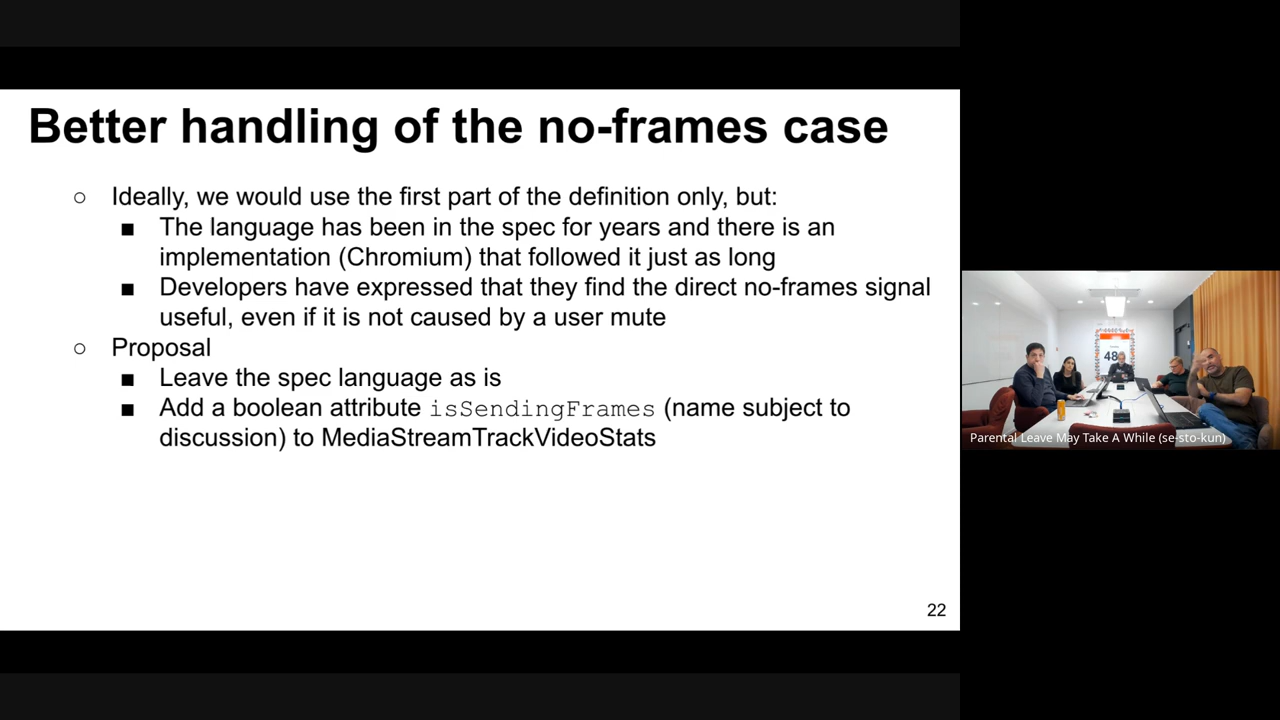 Better handling of the no-frames case
○ Ideally, we would use the first part of the definition only, but:
■ The language has been in the spec for years and there is an
implementation (Chromium) that followed it just as long
■ Developers have expressed that they find the direct no-frames signal
useful, even if it is not caused by a user mute
○ Proposal
■ Leave the spec language as is
■ Add a boolean attribute isSendingFrames (name subject to
discussion) to MediaStreamTrackVideoStats
22
48
Parental Leave May Take A While (se-sto-kun)